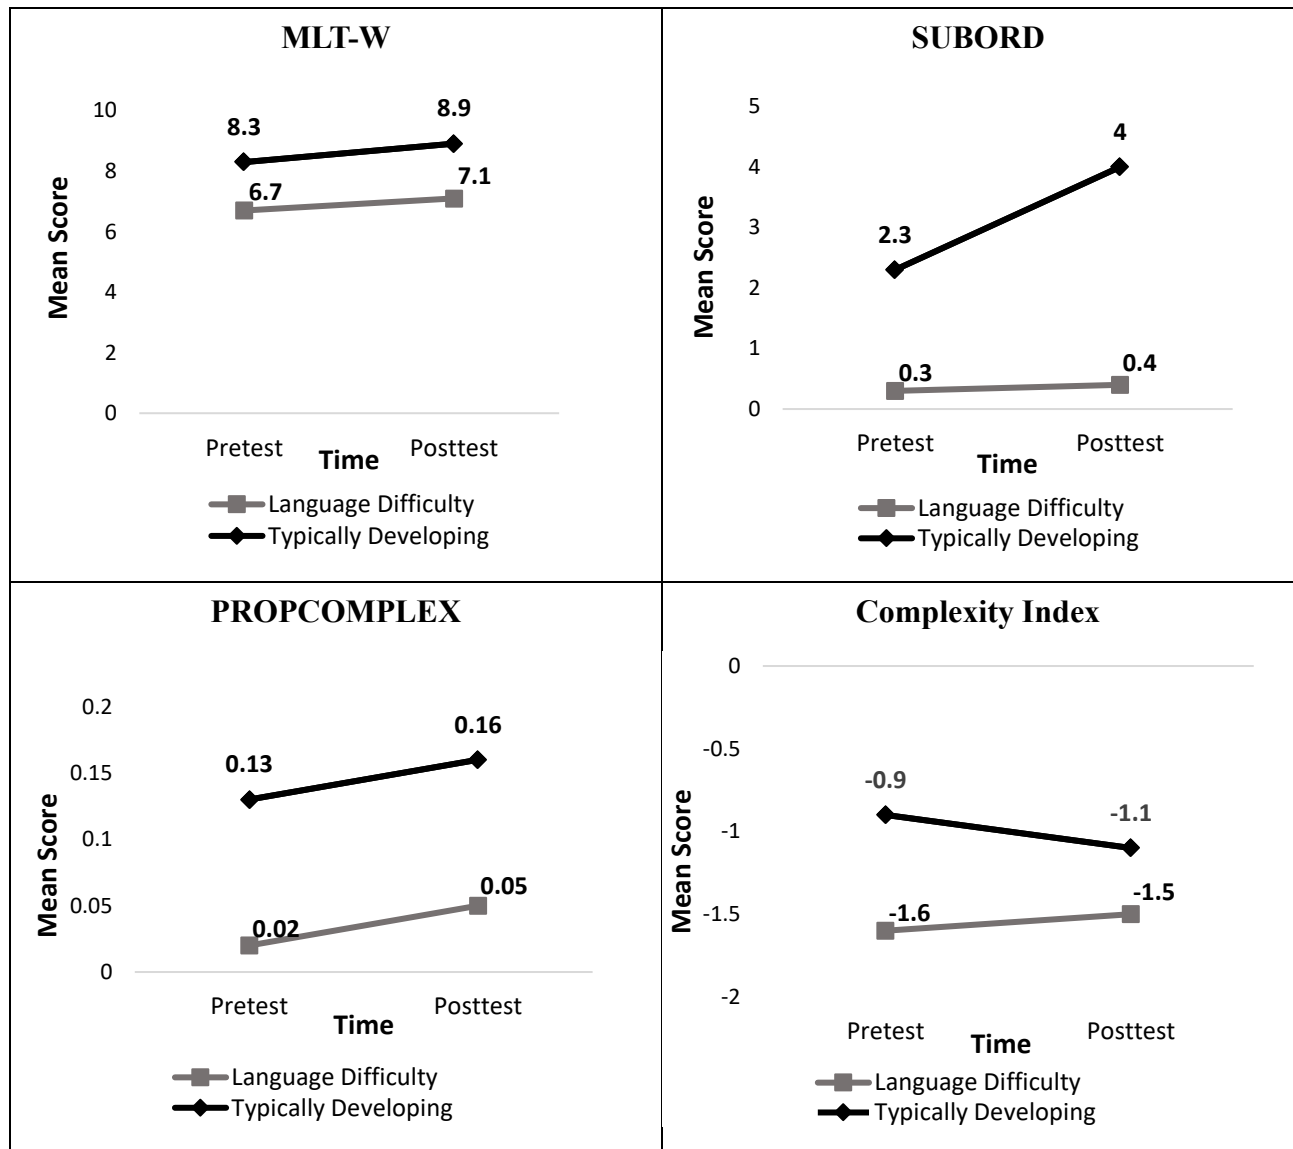 MLT-W
10
8
6
4
2
0
8.3
8.9
6.7
7.1
Mean Score
Pretest
Posttest
Time
Language Difficulty
Typically Developing
SUBORD
5
4
3
2
1
0
2.3
4
0.3
0.4
Mean Score
Pretest
Posttest
Time
Language Difficulty
Typically Developing
PROPCOMPLEX
0.2
0.15
0.1
0.05
0
0.13
0.16
0.02
0.05
Mean Score
Pretest
Posttest
Time
Language Difficulty
Typically Developing
Complexity Index
0
-0.5
-1
-1.5
-2
-0.9
-1.1
-1.6
-1.5
Mean Score
Pretest
Posttest
Time
Language Difficulty
Typically Developing